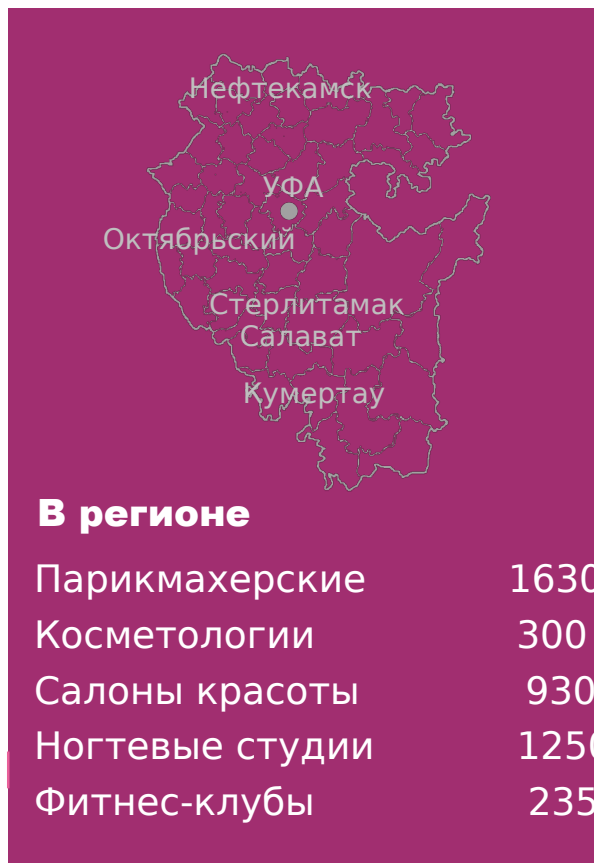 Нефтекамск
УФА
Октябрьский
Стерлитамак
Салават
Кумертау
В регионе
Парикмахерские 1630
Косметологии 300
Салоны красоты 930
Ногтевые студии 1250
Фитнес-клубы 235